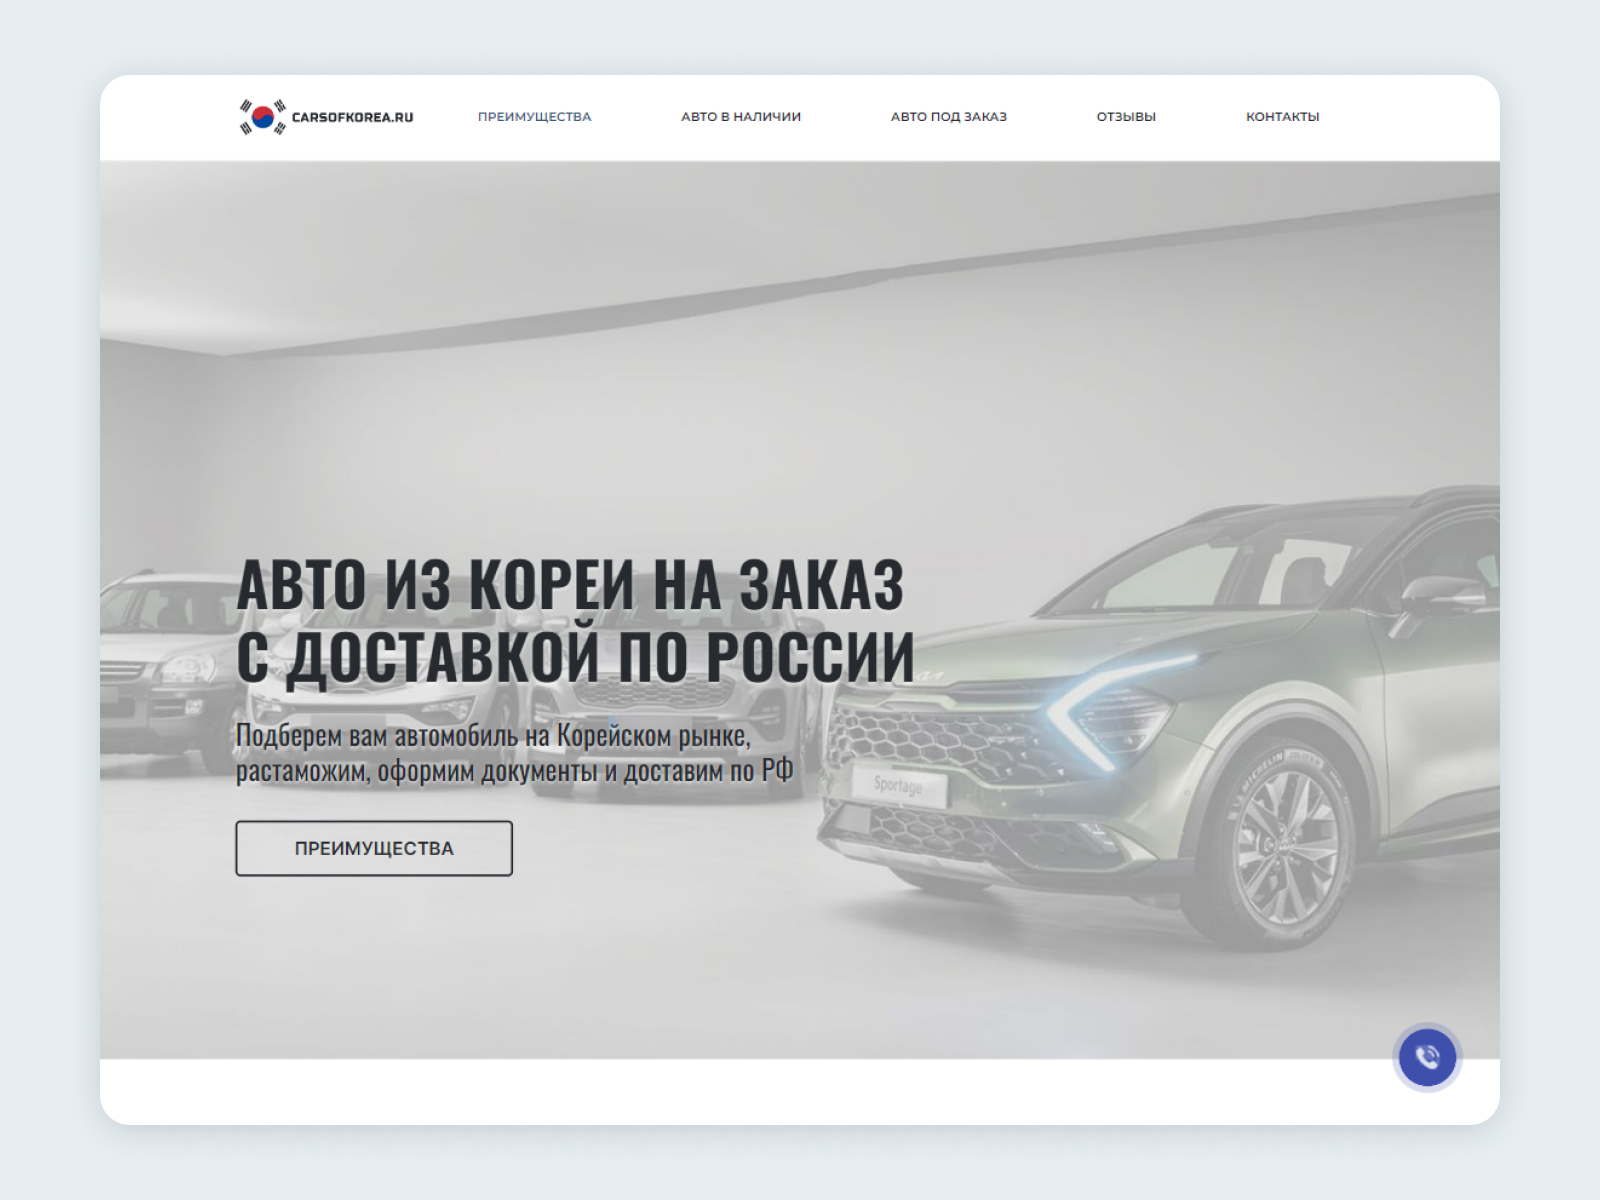 CARSOFKOREA.RU
ПРЕИМУЩЕСТВА
АВТО В НАЛИЧИИ
АВТО ПОД ЗАКАЗ
ОТЗЫВЫ
КОНТАКТЫ
АВТО ИЗ КОРЕИ НА ЗАКАЗ
С ДОСТАВКОЙ ПО РОССИИ
Подберем вам автомобиль на Корейском рынке,
растаможим, оформим документы и доставим по РФ
ПРЕИМУЩЕСТВА
Sportage
MICHELIN